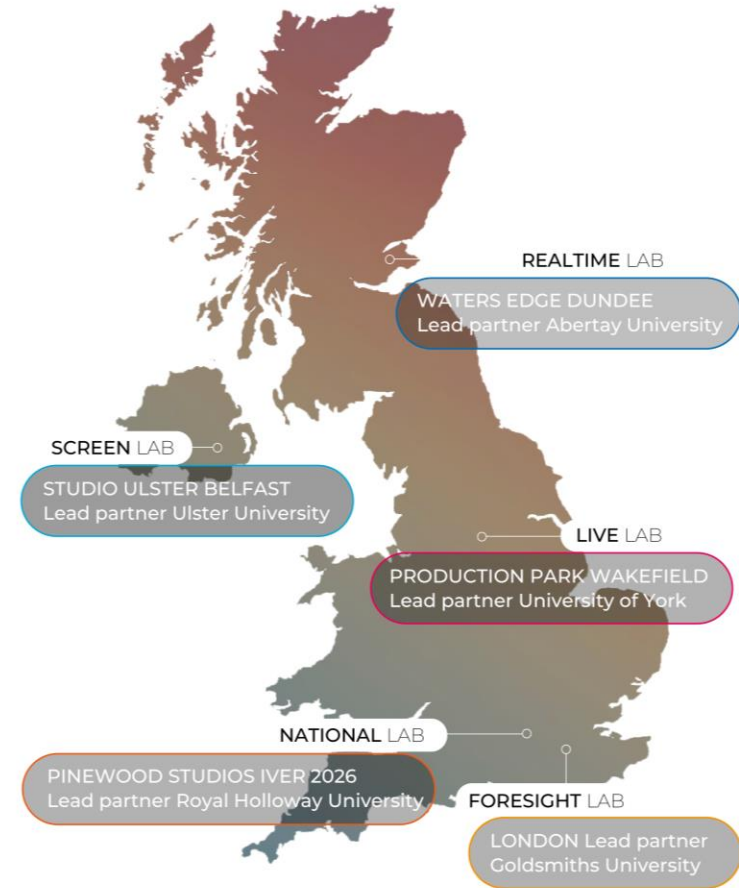 REALTIME LAB
WATERS EDGE DUNDEE
Lead partner Abertay University
SCREEN LAB
STUDIO ULSTER BELFAST
Lead partner Ulster University
LIVE LAB
PRODUCTION PARK WAKEFIELD
Lead partner University of York
NATIONAL LAB
PINEWOOD STUDIOS IVER 2026
Lead partner Royal Holloway University
FORESIGHT LAB
LONDON Lead partner
Goldsmiths University